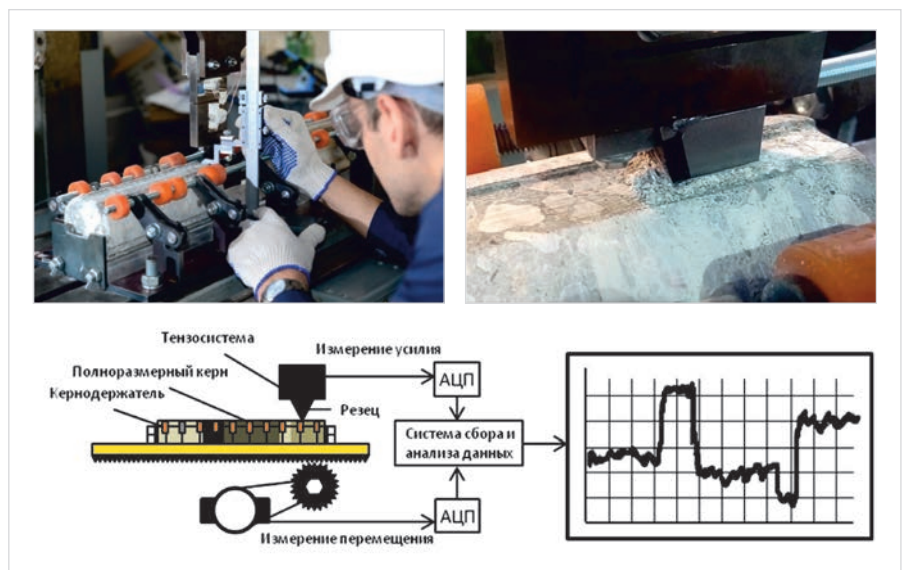 Тензосистема
Измерение усилия
Полноразмерный керн
АЦП
Кернодержатель
Резец
Система сбора и
анализа данных
АЦП
Измерение перемещения